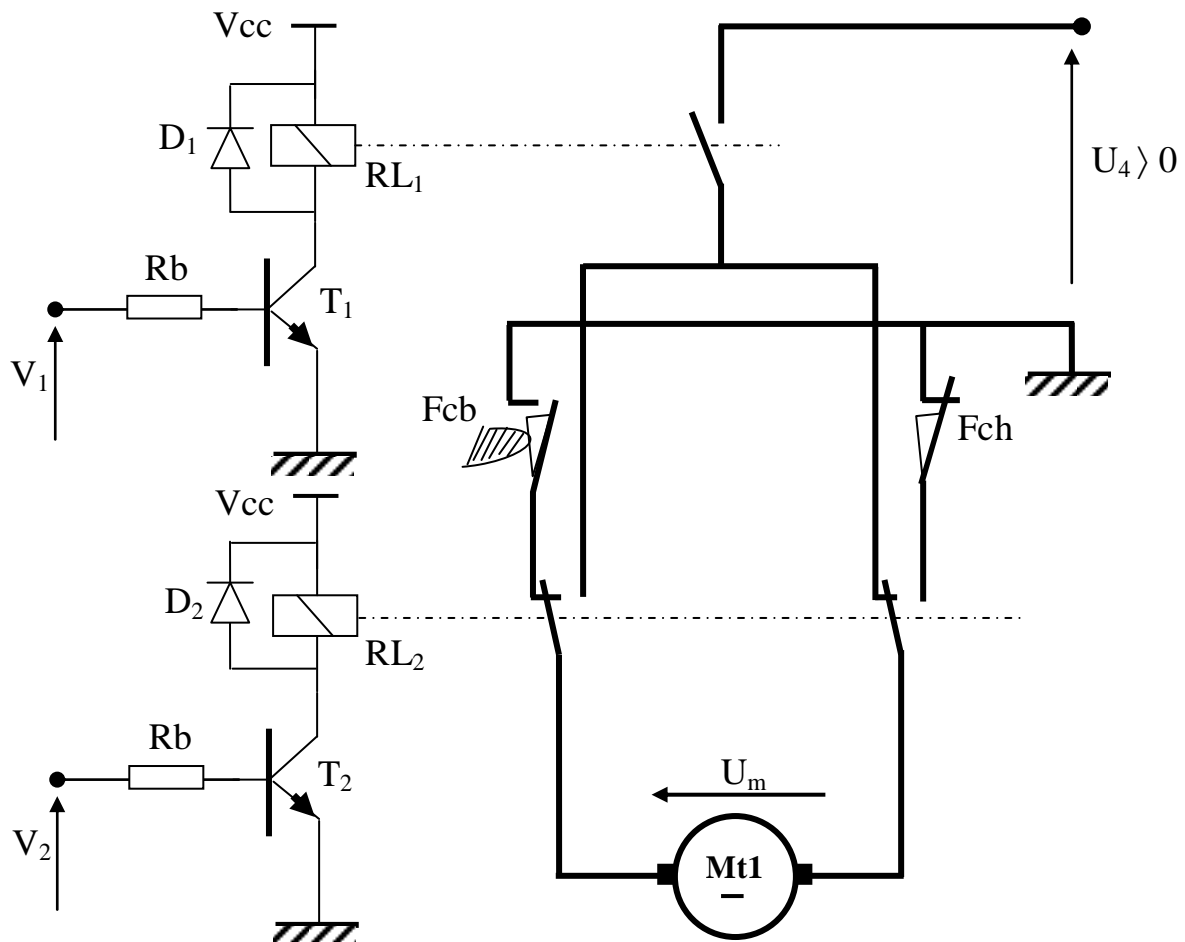 Vcc
D₁
RL₁
U₄ ⟩ 0
Rb
T₁
V₁
Fcb
Fch
Vcc
D₂
RL₂
Rb
T₂
Uₘ
V₂
Mt1